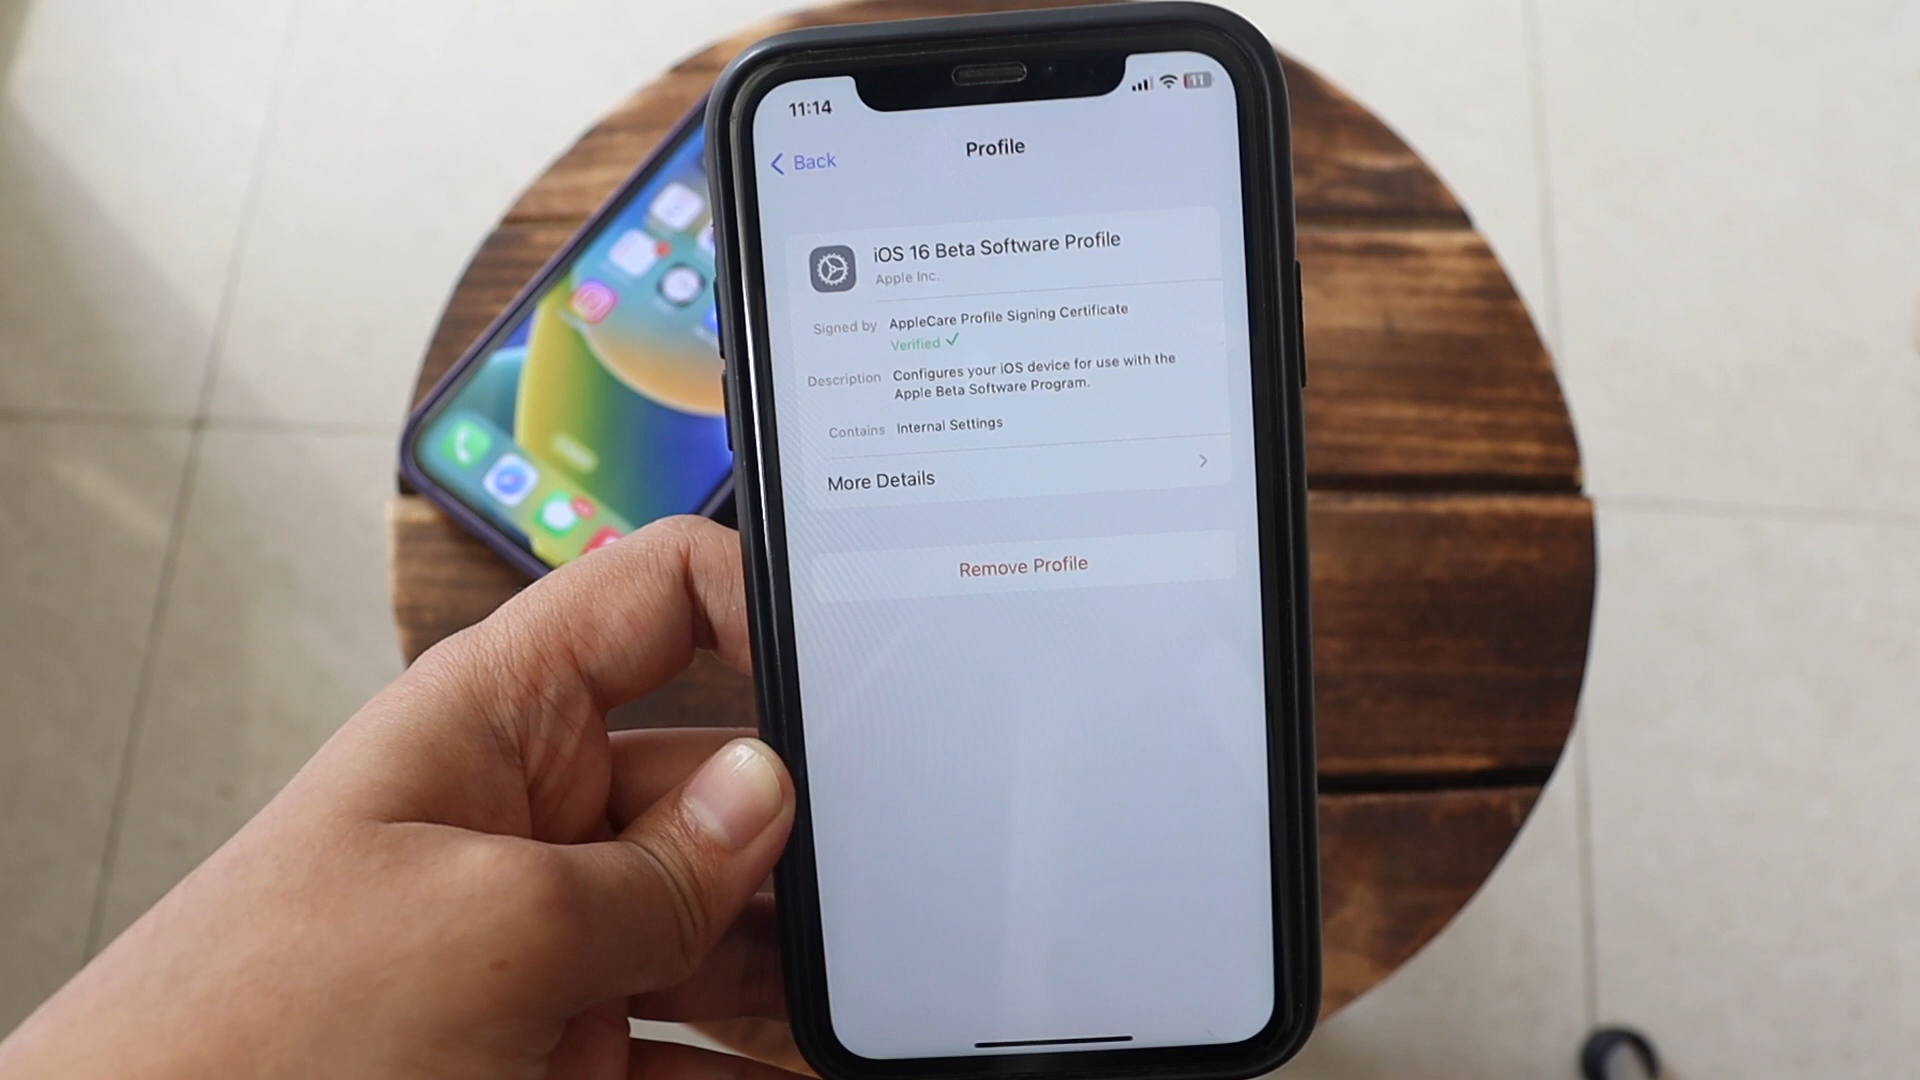 11:14
11
Back
Profile
iOS 16 Beta Software Profile
Apple Inc.
Signed by AppleCare Profile Signing Certificate
Verified ✓
Description Configures your iOS device for use with the
Apple Beta Software Program.
Contains Internal Settings
More Details
Remove Profile